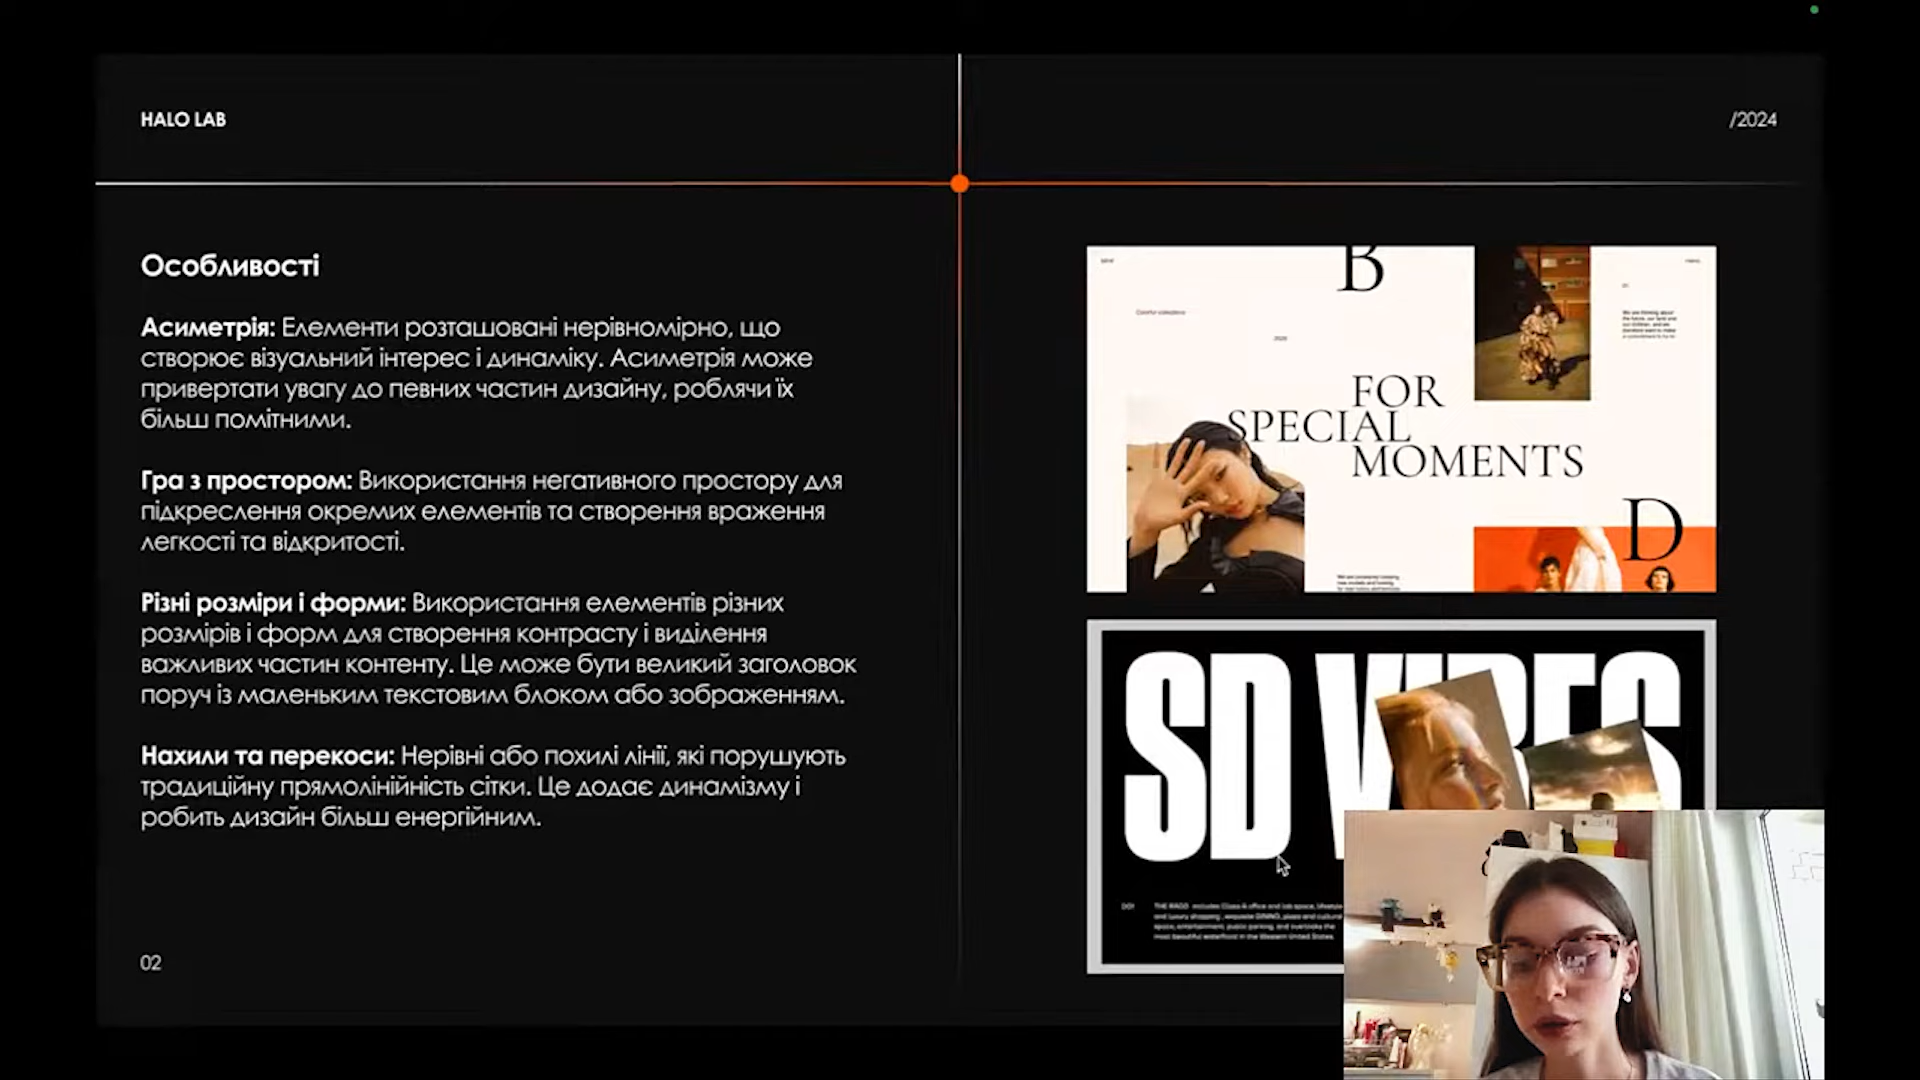 HALO LAB
/2024
Особливості
Асиметрія: Елементи розташовані нерівномірно, що
створює візуальний інтерес і динаміку. Асиметрія може
привертати увагу до певних частин дизайну, роблячи їх
більш помітними.
Гра з простором: Використання негативного простору для
підкреслення окремих елементів та створення враження
легкості та відкритості.
Різні розміри і форми: Використання елементів різних
розмірів і форм для створення контрасту і виділення
важливих частин контенту. Це може бути великий заголовок
поруч із маленьким текстовим блоком або зображенням.
Нахили та перекоси: Нерівні або похилі лінії, які порушують
традиційну прямолінійність сітки. Це додає динамізму і
робить дизайн більш енергійним.
02
B
FOR
SPECIAL
MOMENTS
D
SD VIBES